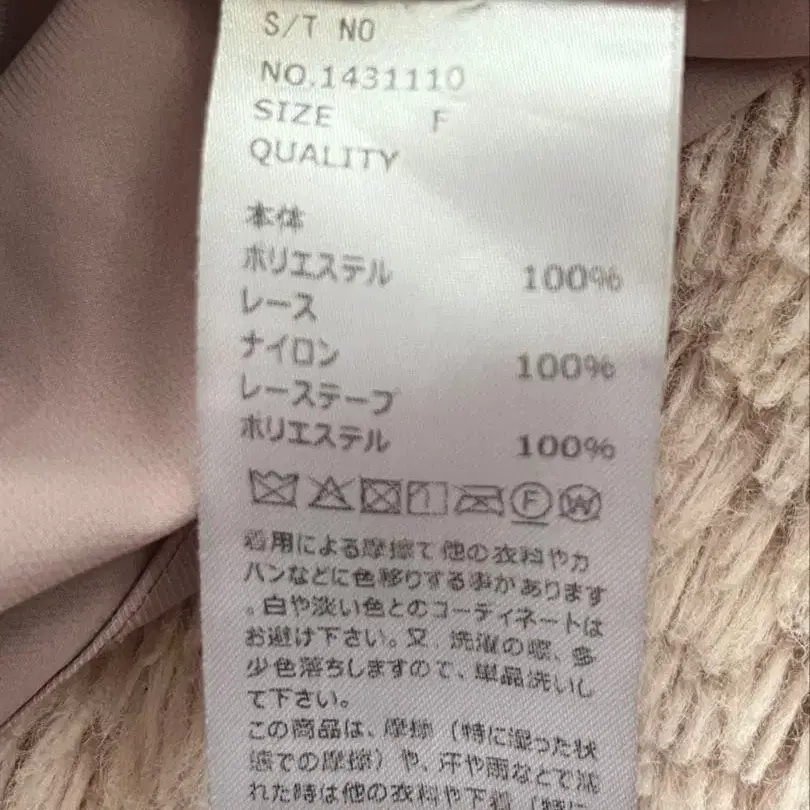 S/T NO
NO.1431110
SIZE F
QUALITY
本体
ポリエステル 100%
レース
ナイロン 100%
レーステープ
ポリエステル 100%
F W
着用による摩擦で他の衣料やカ
バンなどに色移りする事があります
。白や淡い色とのコーディネートは
お避け下さい。又、洗濯の際、多
少色落ちしますので、単品洗いし
て下さい。
この商品は、摩擦（特に湿った状
態での摩擦）や、汗や雨などで濡
れた時は他の衣料や下着（特に